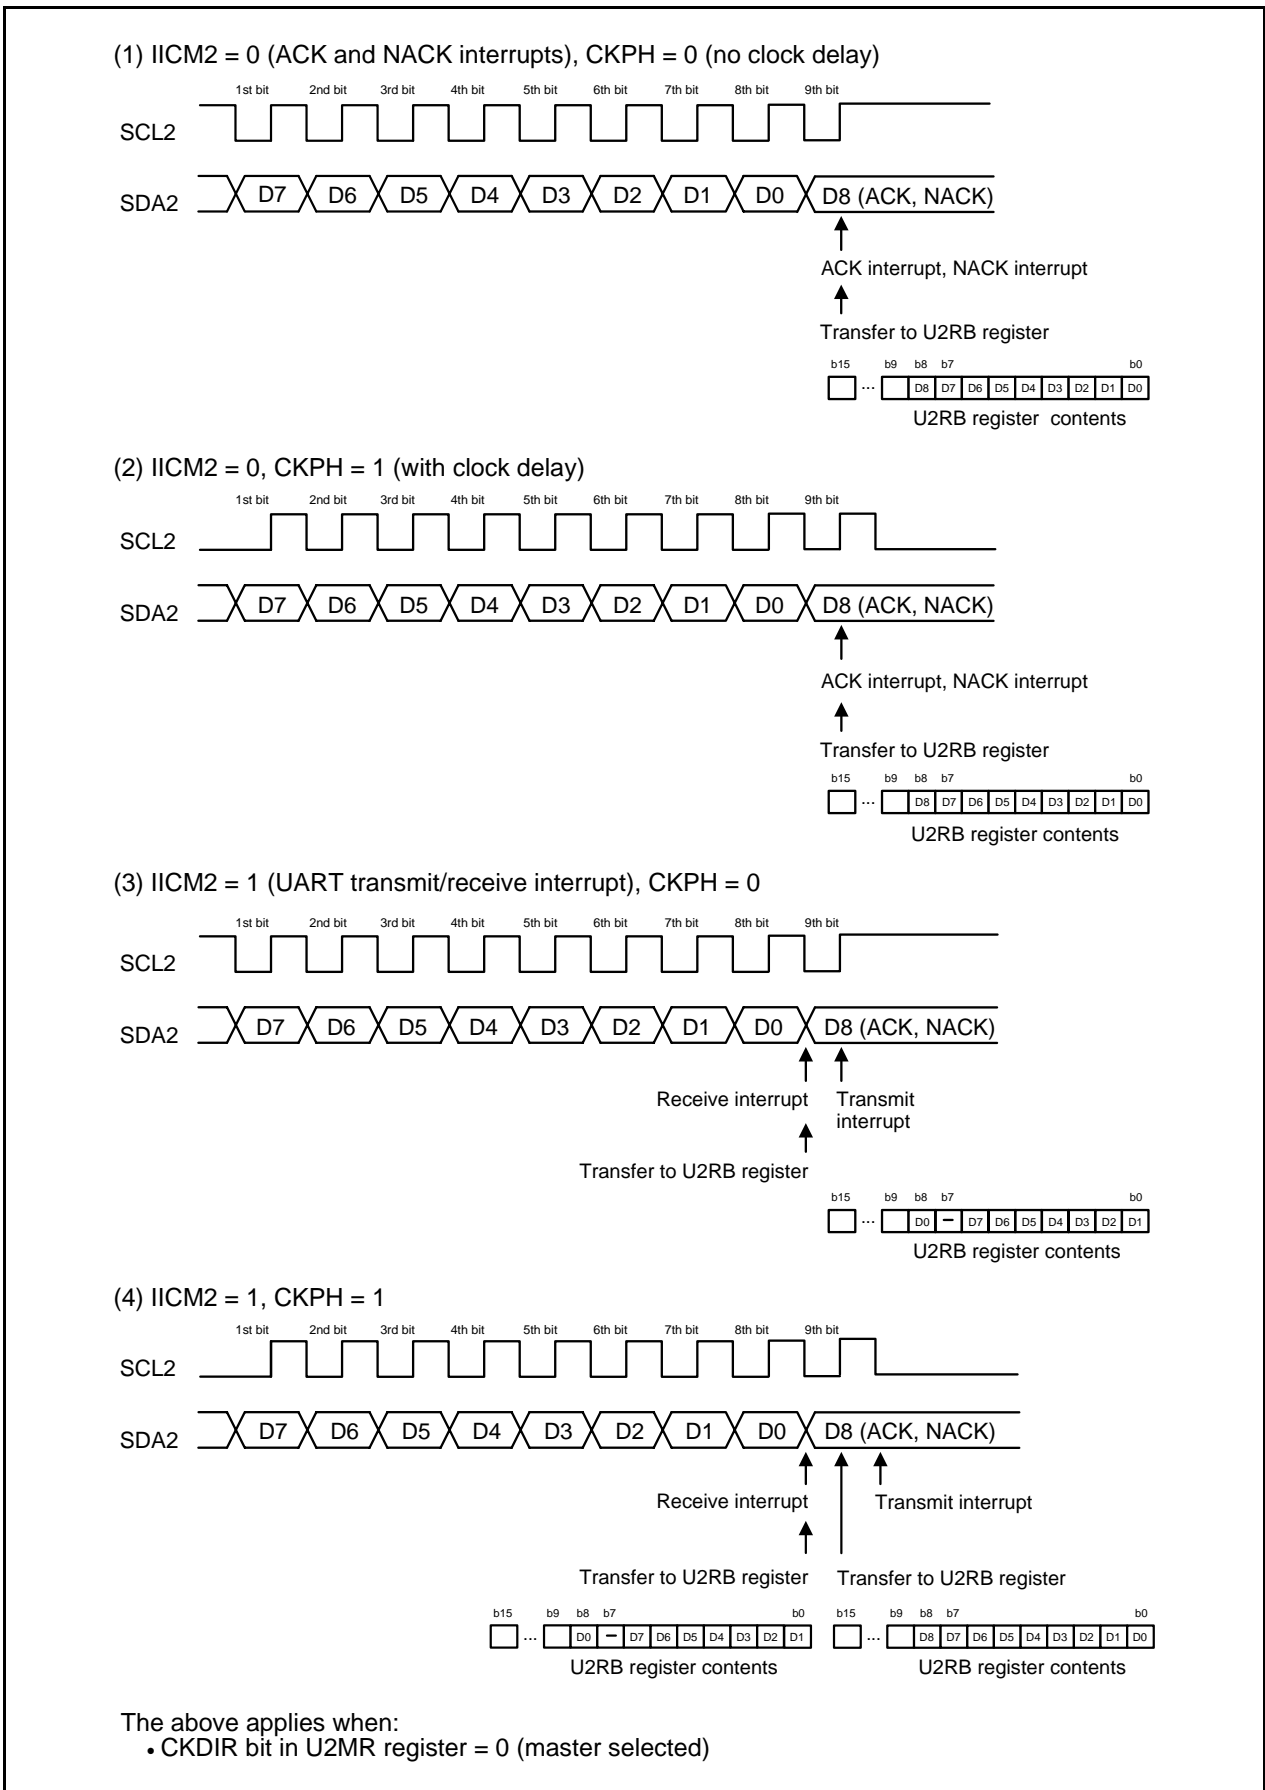 (1) IICM2 = 0 (ACK and NACK interrupts), CKPH = 0 (no clock delay)
1st bit 2nd bit 3rd bit 4th bit 5th bit 6th bit 7th bit 8th bit 9th bit
SCL2
SDA2 D7 D6 D5 D4 D3 D2 D1 D0 D8 (ACK, NACK)
ACK interrupt, NACK interrupt
Transfer to U2RB register
b15 b9 b8 b7 b0
... D8 D7 D6 D5 D4 D3 D2 D1 D0
U2RB register contents
(2) IICM2 = 0, CKPH = 1 (with clock delay)
1st bit 2nd bit 3rd bit 4th bit 5th bit 6th bit 7th bit 8th bit 9th bit
SCL2
SDA2 D7 D6 D5 D4 D3 D2 D1 D0 D8 (ACK, NACK)
ACK interrupt, NACK interrupt
Transfer to U2RB register
b15 b9 b8 b7 b0
... D8 D7 D6 D5 D4 D3 D2 D1 D0
U2RB register contents
(3) IICM2 = 1 (UART transmit/receive interrupt), CKPH = 0
1st bit 2nd bit 3rd bit 4th bit 5th bit 6th bit 7th bit 8th bit 9th bit
SCL2
SDA2 D7 D6 D5 D4 D3 D2 D1 D0 D8 (ACK, NACK)
Receive interrupt Transmit
interrupt
Transfer to U2RB register
b15 b9 b8 b7 b0
... D0 – D7 D6 D5 D4 D3 D2 D1
U2RB register contents
(4) IICM2 = 1, CKPH = 1
1st bit 2nd bit 3rd bit 4th bit 5th bit 6th bit 7th bit 8th bit 9th bit
SCL2
SDA2 D7 D6 D5 D4 D3 D2 D1 D0 D8 (ACK, NACK)
Receive interrupt Transmit interrupt
Transfer to U2RB register Transfer to U2RB register
b15 b9 b8 b7 b0 b15 b9 b8 b7 b0
... D0 – D7 D6 D5 D4 D3 D2 D1 ... D8 D7 D6 D5 D4 D3 D2 D1 D0
U2RB register contents U2RB register contents
The above applies when:
• CKDIR bit in U2MR register = 0 (master selected)